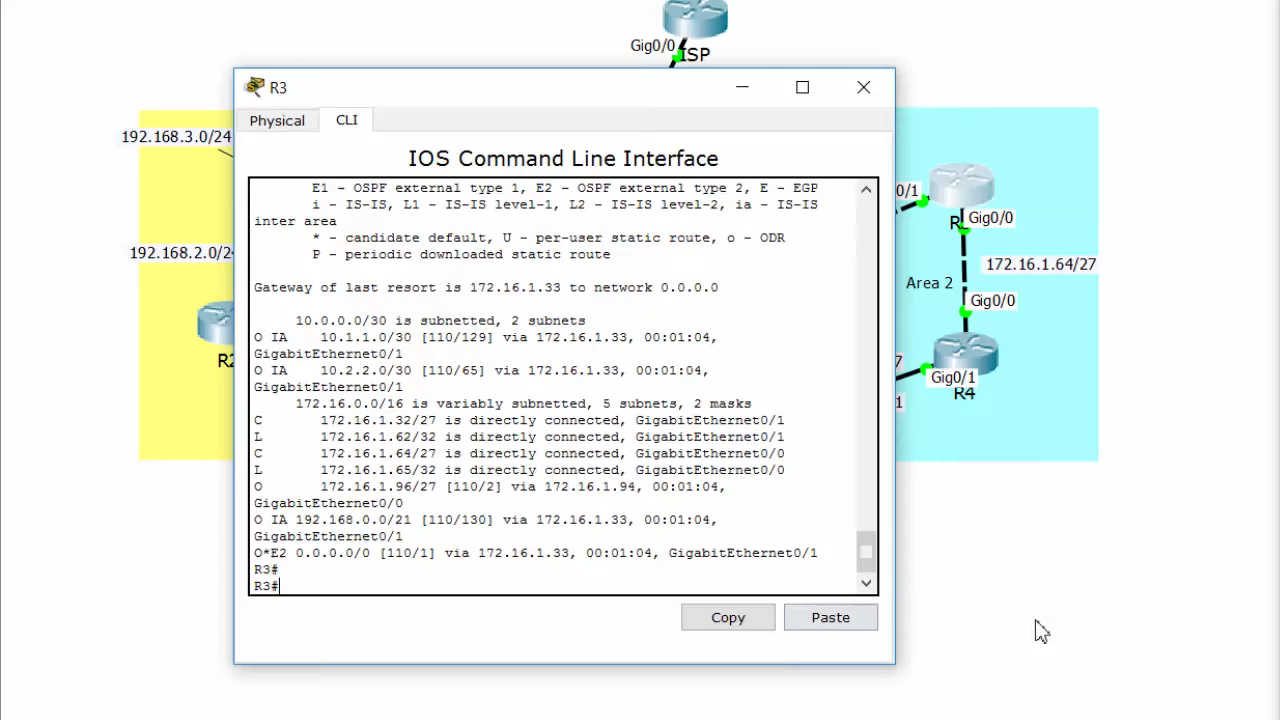 Gig0/0
ISP
R3
Physical
CLI
IOS Command Line Interface
E1 - OSPF external type 1, E2 - OSPF external type 2, E - EGP
i - IS-IS, L1 - IS-IS level-1, L2 - IS-IS level-2, ia - IS-IS
inter area
* - candidate default, U - per-user static route, o - ODR
P - periodic downloaded static route
Gateway of last resort is 172.16.1.33 to network 0.0.0.0
10.0.0.0/30 is subnetted, 2 subnets
O IA 10.1.1.0/30 [110/129] via 172.16.1.33, 00:01:04,
GigabitEthernet0/1
O IA 10.2.2.0/30 [110/65] via 172.16.1.33, 00:01:04,
GigabitEthernet0/1
172.16.0.0/16 is variably subnetted, 5 subnets, 2 masks
C 172.16.1.32/27 is directly connected, GigabitEthernet0/1
L 172.16.1.62/32 is directly connected, GigabitEthernet0/1
C 172.16.1.64/27 is directly connected, GigabitEthernet0/0
L 172.16.1.65/32 is directly connected, GigabitEthernet0/0
O 172.16.1.96/27 [110/2] via 172.16.1.94, 00:01:04,
GigabitEthernet0/0
O IA 192.168.0.0/21 [110/130] via 172.16.1.33, 00:01:04,
GigabitEthernet0/1
O*E2 0.0.0.0/0 [110/1] via 172.16.1.33, 00:01:04, GigabitEthernet0/1
R3#
R3#
Copy
Paste
192.168.3.0/24
192.168.2.0/24
R2
0/1
Gig0/0
172.16.1.64/27
Area 2
Gig0/0
7
Gig0/1
R4
1